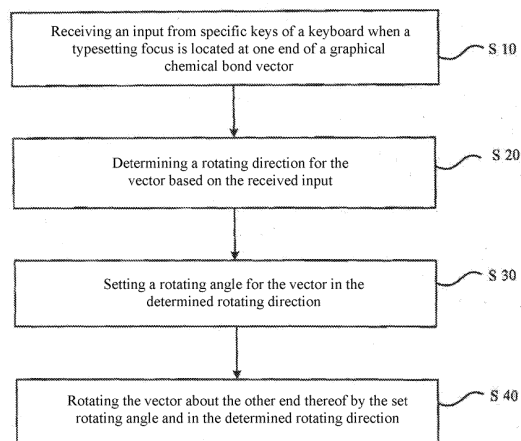 Receiving an input from specific keys of a keyboard when a
typesetting focus is located at one end of a graphical
chemical bond vector
S 10
Determining a rotating direction for the
vector based on the received input
S 20
Setting a rotating angle for the vector in the
determined rotating direction
S 30
Rotating the vector about the other end thereof by the set
rotating angle and in the determined rotating direction
S 40